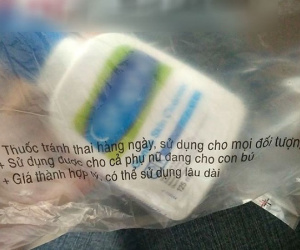 Thuốc tránh thai hàng ngày, sử dụng cho mọi đối tượn
+ Sử dụng được cho cả phụ nữ đang cho con bú
+ Giá thành hợp lý, có thể sử dụng lâu dài